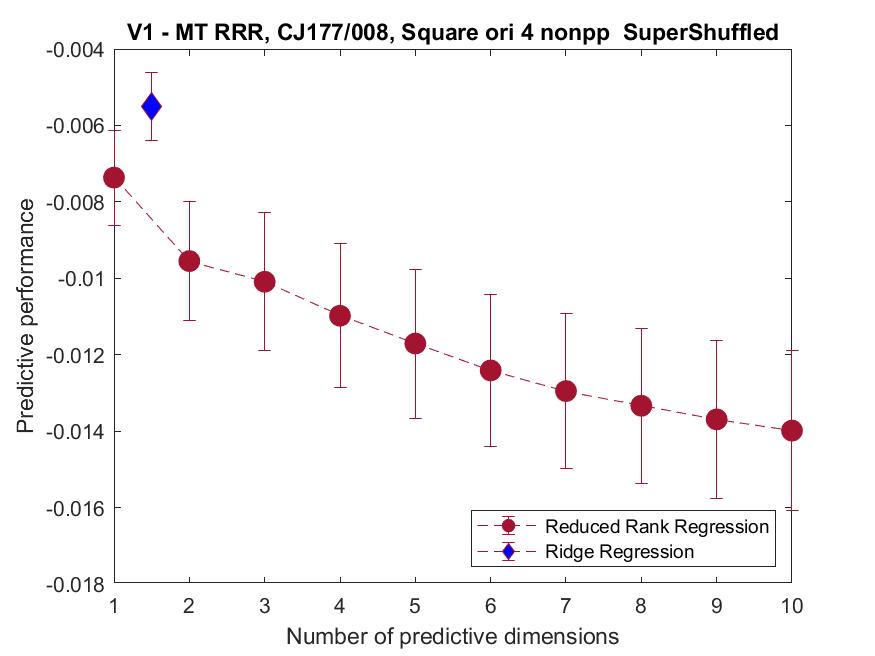 V1 - MT RRR, CJ177/008, Square ori 4 nonpp  SuperShuffled
-0.004
-0.006
-0.008
-0.01
-0.012
-0.014
-0.016
-0.018
Predictive performance
Reduced Rank Regression
Ridge Regression
1 2 3 4 5 6 7 8 9 10
Number of predictive dimensions